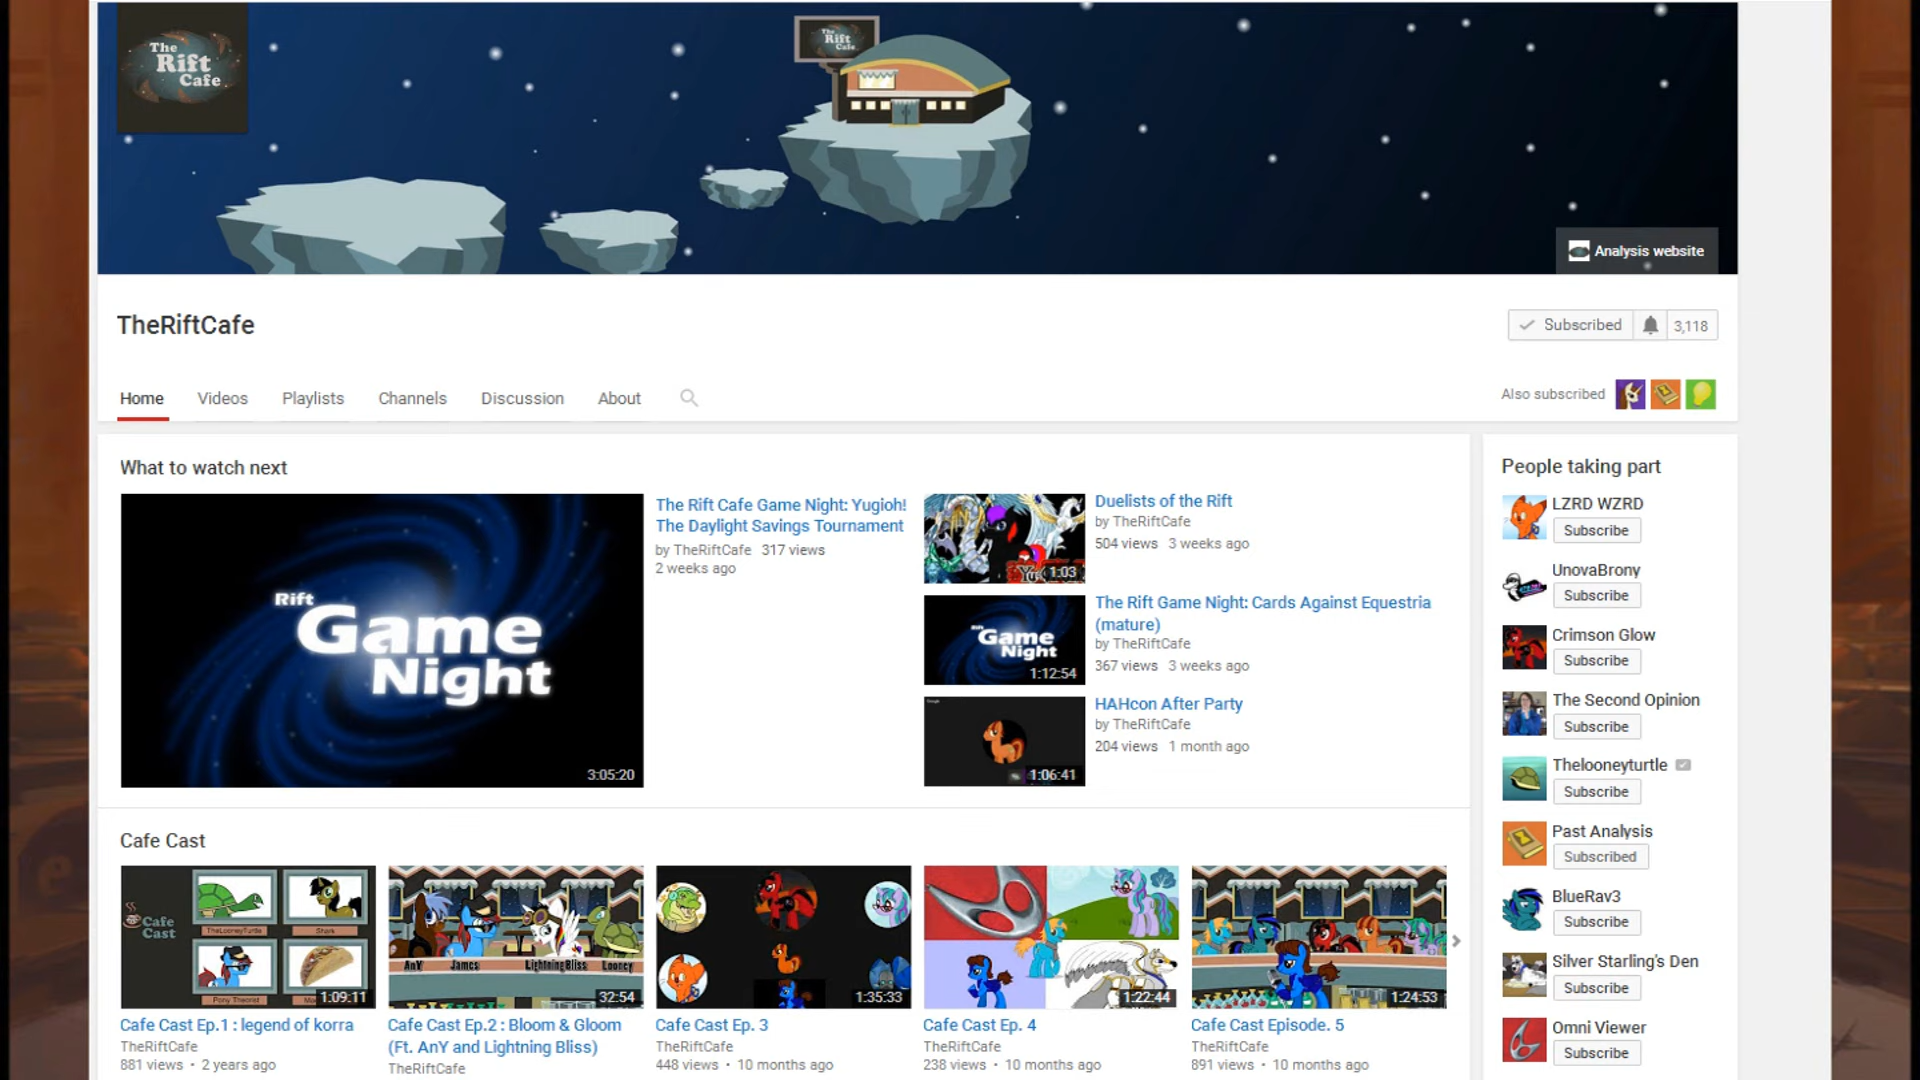 The
Rift
Cafe
The
Rift
Cafe
Analysis website
TheRiftCafe
Subscribed
3,118
Home
Videos
Playlists
Channels
Discussion
About
Also subscribed
What to watch next
Rift
Game
Night
3:05:20
The Rift Cafe Game Night: Yugioh!
The Daylight Savings Tournament
by TheRiftCafe 317 views
2 weeks ago
1:03
Duelists of the Rift
by TheRiftCafe
504 views 3 weeks ago
Game
Night
1:12:54
The Rift Game Night: Cards Against Equestria
(mature)
by TheRiftCafe
367 views 3 weeks ago
1:06:41
HAHcon After Party
by TheRiftCafe
204 views 1 month ago
Cafe Cast
Cafe
Cast
TheLooneyTurtle
Shark
Pony Theorist
1:09:11
Cafe Cast Ep.1 : legend of korra
TheRiftCafe
881 views • 2 years ago
AnY James LightningBliss Looney
32:54
Cafe Cast Ep.2 : Bloom & Gloom
(Ft. AnY and Lightning Bliss)
TheRiftCafe
1:35:33
Cafe Cast Ep. 3
TheRiftCafe
448 views • 10 months ago
1:22:44
Cafe Cast Ep. 4
TheRiftCafe
238 views • 10 months ago
1:24:53
Cafe Cast Episode. 5
TheRiftCafe
891 views • 10 months ago
People taking part
LZRD WZRD
Subscribe
UnovaBrony
Subscribe
Crimson Glow
Subscribe
The Second Opinion
Subscribe
Thelooneyturtle
Subscribe
Past Analysis
Subscribed
BlueRav3
Subscribe
Silver Starling's Den
Subscribe
Omni Viewer
Subscribe